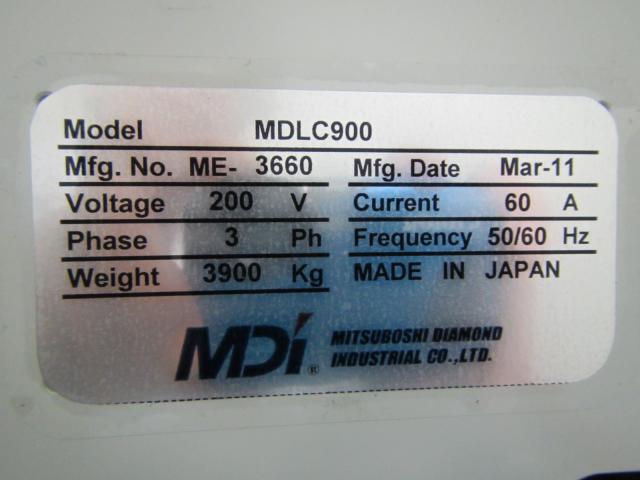 Model MDLC900
Mfg. No. ME- 3660 Mfg. Date Mar-11
Voltage 200 V Current 60 A
Phase 3 Ph Frequency 50/60 Hz
Weight 3900 Kg MADE IN JAPAN
MDi ® MITSUBOSHI DIAMOND
INDUSTRIAL CO.,LTD.